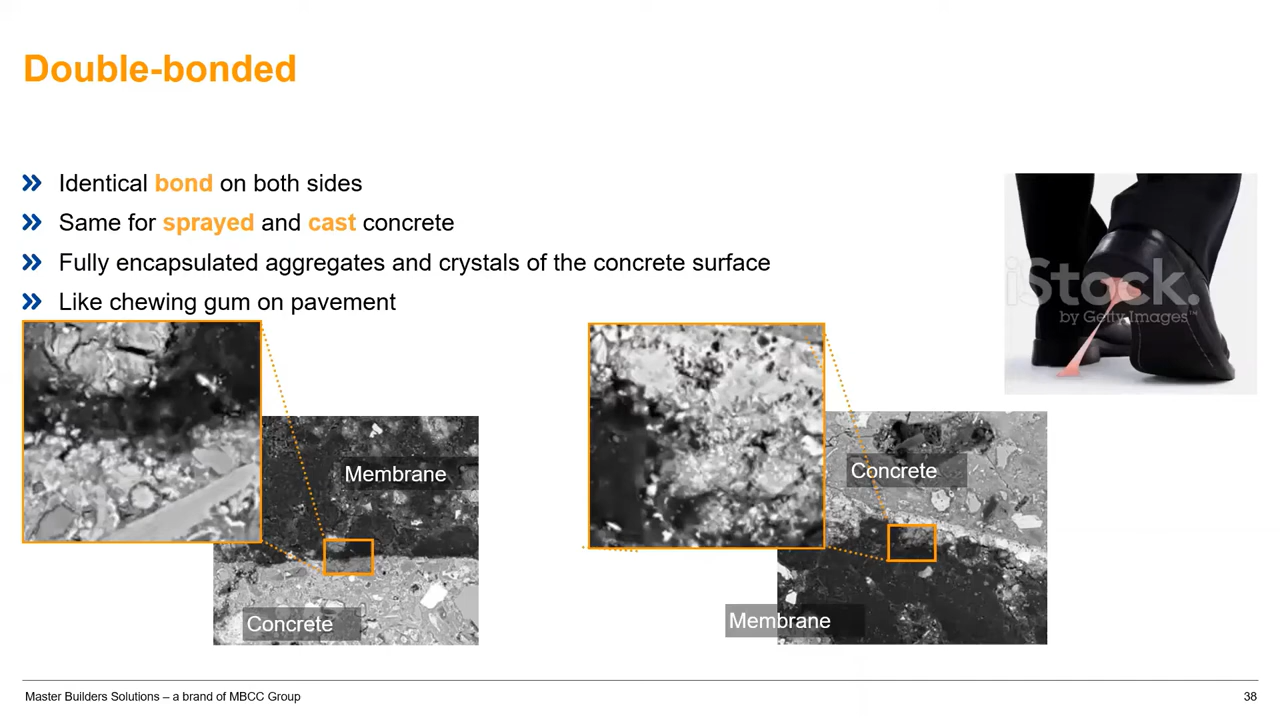 Double-bonded
Identical bond on both sides
Same for sprayed and cast concrete
Fully encapsulated aggregates and crystals of the concrete surface
Like chewing gum on pavement
iStock.
by Getty Images™
Membrane
Concrete
Concrete
Membrane
Master Builders Solutions – a brand of MBCC Group
38